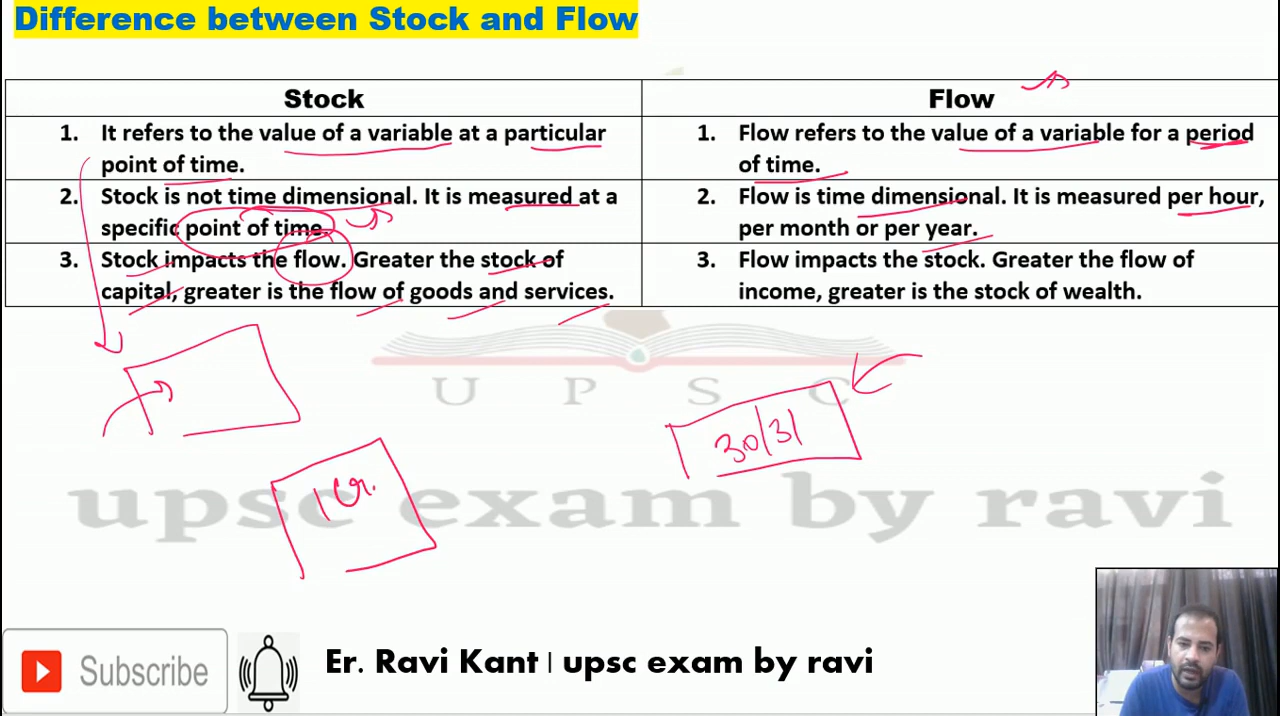 Difference between Stock and Flow
Stock
Flow
1. It refers to the value of a variable at a particular
point of time.
1. Flow refers to the value of a variable for a period
of time.
2. Stock is not time dimensional. It is measured at a
specific point of time.
2. Flow is time dimensional. It is measured per hour,
per month or per year.
3. Stock impacts the flow. Greater the stock of
capital, greater is the flow of goods and services.
3. Flow impacts the stock. Greater the flow of
income, greater is the stock of wealth.
UPSC
30/31
1 Cr.
upsc exam by ravi
Subscribe
Er. Ravi Kant | upsc exam by ravi